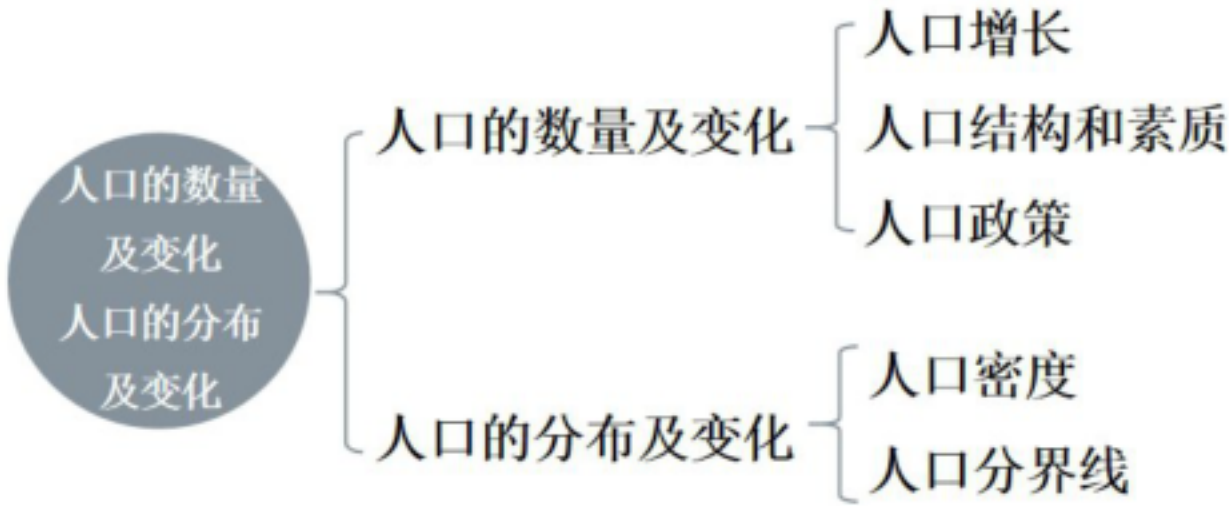 人口的数量
及变化
人口的分布
及变化
人口的数量及变化
人口增长
人口结构和素质
人口政策
人口的分布及变化
人口密度
人口分界线